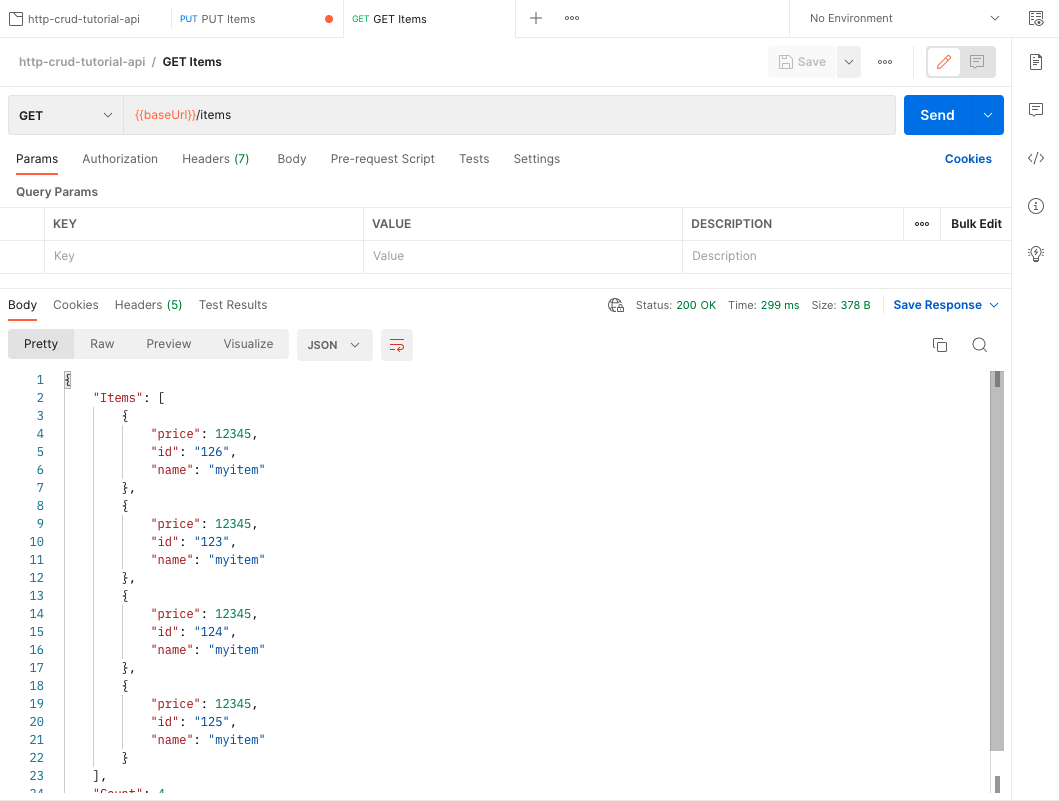 http-crud-tutorial-api PUT PUT Items GET GET Items No Environment
http-crud-tutorial-api / GET Items Save
GET {{baseUrl}}/items Send
Params Authorization Headers (7) Body Pre-request Script Tests Settings Cookies
Query Params
KEY VALUE DESCRIPTION Bulk Edit
Key Value Description
Body Cookies Headers (5) Test Results Status: 200 OK Time: 299 ms Size: 378 B Save Response
Pretty Raw Preview Visualize JSON
1 {
2 "Items": [
3 {
4 "price": 12345,
5 "id": "126",
6 "name": "myitem"
7 },
8 {
9 "price": 12345,
10 "id": "123",
11 "name": "myitem"
12 },
13 {
14 "price": 12345,
15 "id": "124",
16 "name": "myitem"
17 },
18 {
19 "price": 12345,
20 "id": "125",
21 "name": "myitem"
22 }
23 ],
24 "Count": 4